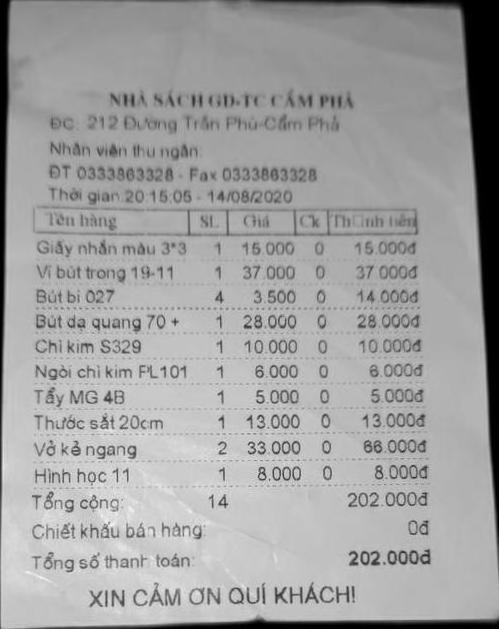 NHÀ SÁCH GD-TC CẨM PHẢ
ĐC: 212 Đường Trần Phú-Cẩm Phả
Nhân viên thu ngân:
ĐT 0333863328 - Fax 0333863328
Thời gian:20:15:05 - 14/08/2020
Tên hàng SL Giá Ck Thành tiền
Giấy nhắn màu 3*3 1 15.000 0 15.000đ
Ví bút trong 19-11 1 37.000 0 37.000đ
Bút bi 027 4 3.500 0 14.000đ
Bút dạ quang 70 + 1 28.000 0 28.000đ
Chì kim S329 1 10.000 0 10.000đ
Ngòi chì kim PL101 1 6.000 0 6.000đ
Tẩy MG 4B 1 5.000 0 5.000đ
Thước sắt 20cm 1 13.000 0 13.000đ
Vở kẻ ngang 2 33.000 0 66.000đ
Hình học 11 1 8.000 0 8.000đ
Tổng cộng: 14 202.000đ
Chiết khấu bán hàng: 0đ
Tổng số thanh toán: 202.000đ
XIN CẢM ƠN QUÍ KHÁCH!